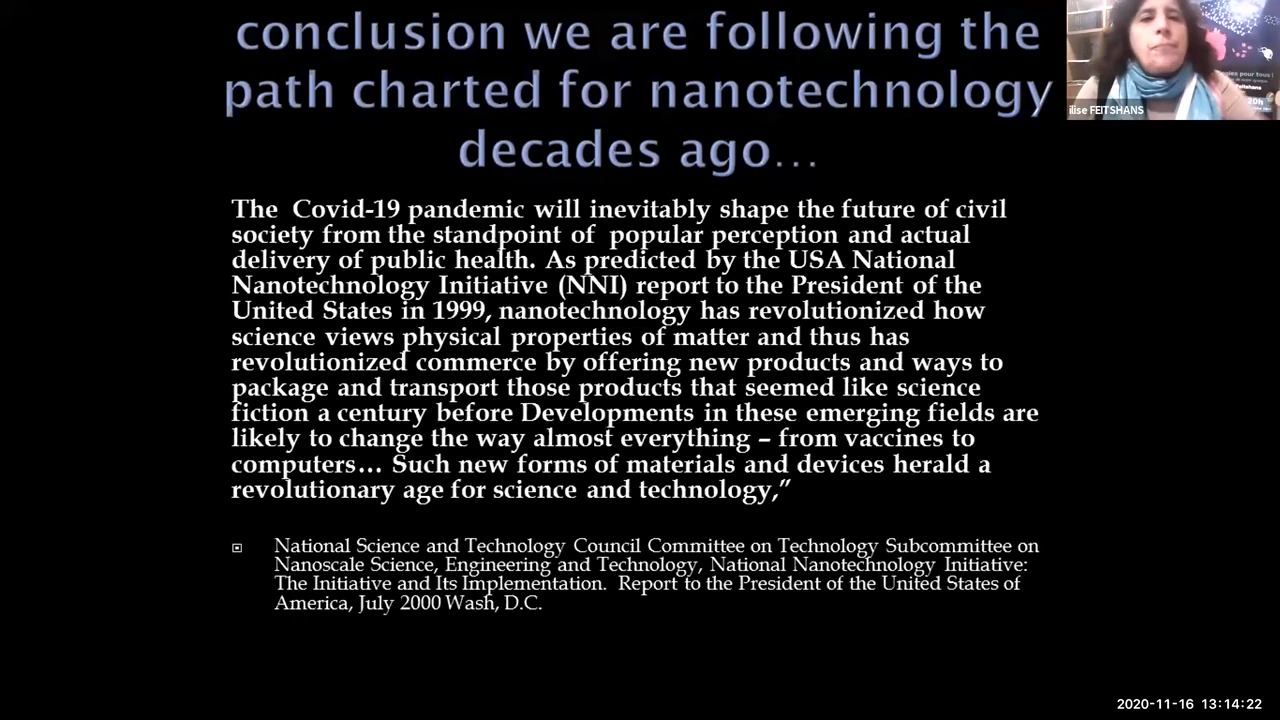 conclusion we are following the
path charted for nanotechnology
decades ago...
The Covid-19 pandemic will inevitably shape the future of civil
society from the standpoint of popular perception and actual
delivery of public health. As predicted by the USA National
Nanotechnology Initiative (NNI) report to the President of the
United States in 1999, nanotechnology has revolutionized how
science views physical properties of matter and thus has
revolutionized commerce by offering new products and ways to
package and transport those products that seemed like science
fiction a century before Developments in these emerging fields are
likely to change the way almost everything – from vaccines to
computers… Such new forms of materials and devices herald a
revolutionary age for science and technology,”
National Science and Technology Council Committee on Technology Subcommittee on
Nanoscale Science, Engineering and Technology, National Nanotechnology Initiative:
The Initiative and Its Implementation. Report to the President of the United States of
America, July 2000 Wash, D.C.
ilise FEITSHANS
pour tous !
Feitshans
20h
2020-11-16 13:14:22